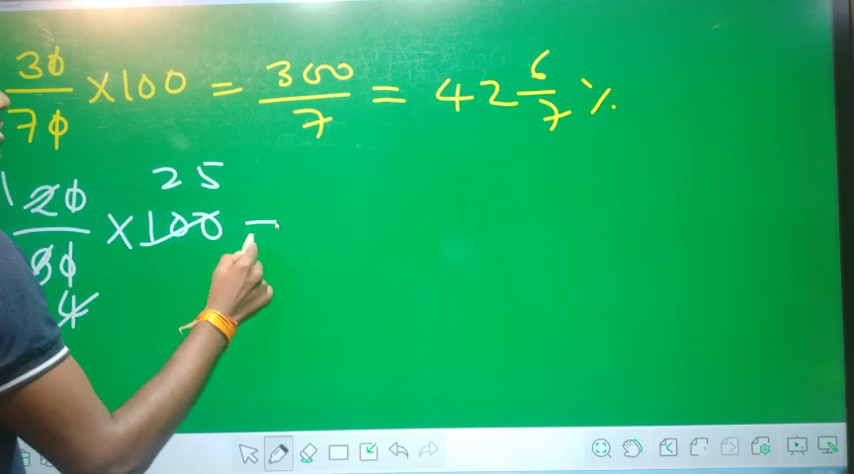 30/70 × 100 = 300/7 = 42 6/7 %
20/80 × 100 =
1 4 25